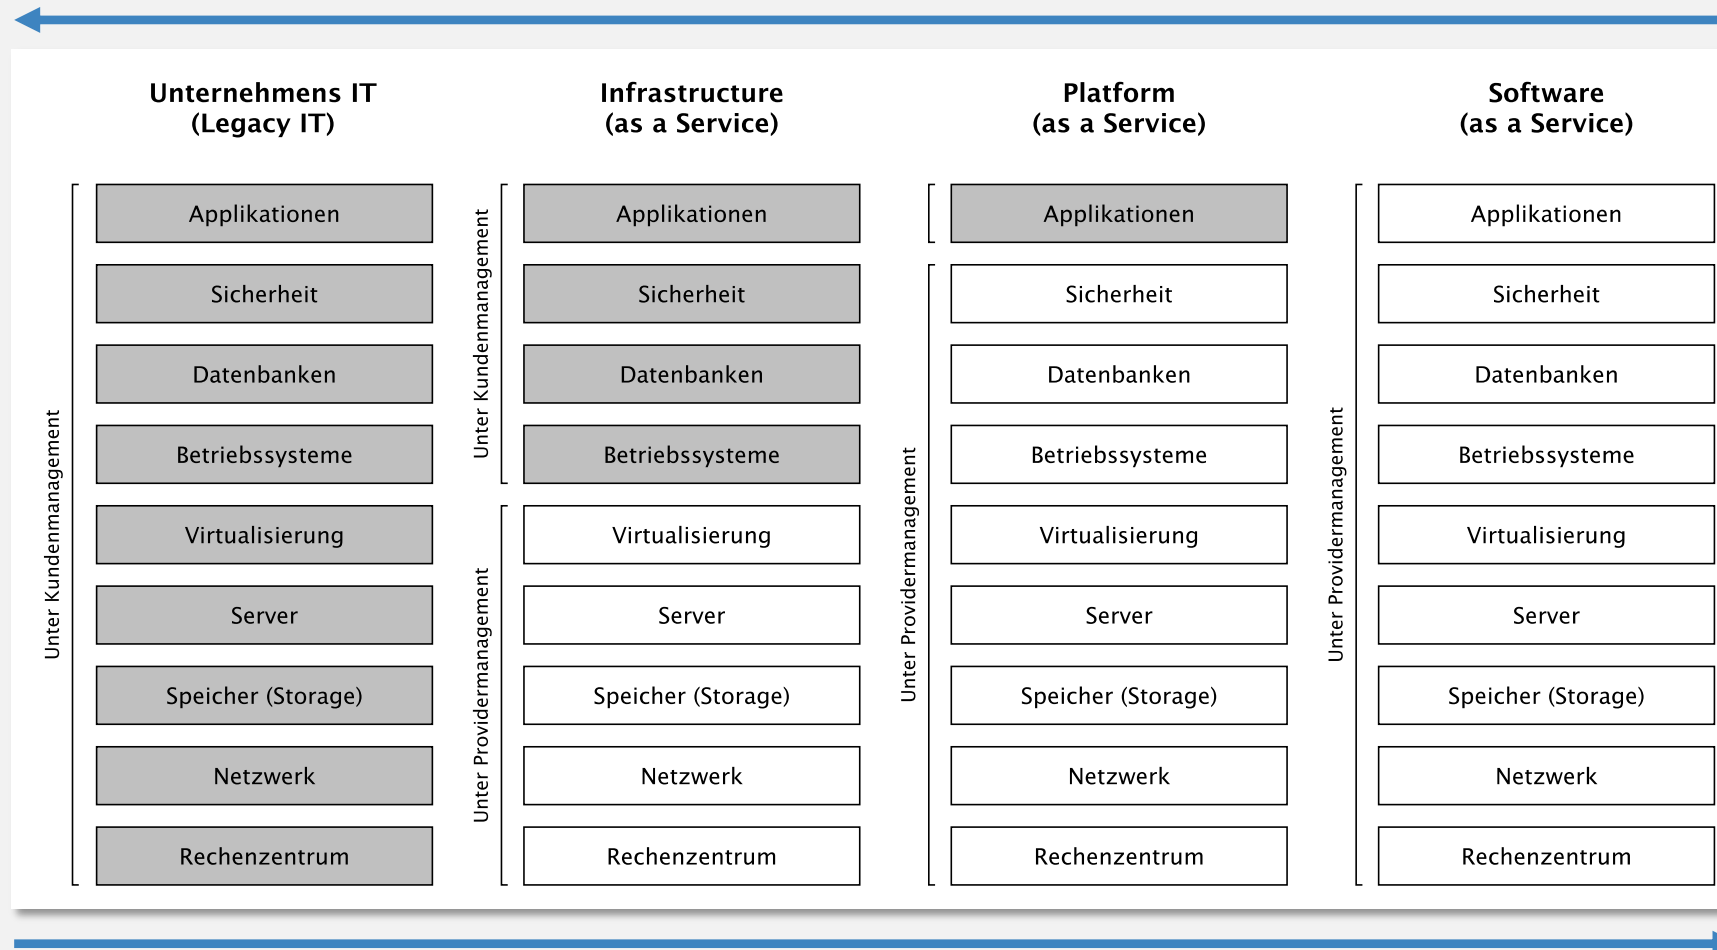 Unternehmens IT
(Legacy IT)
Infrastructure
(as a Service)
Platform
(as a Service)
Software
(as a Service)
Unter Kundenmanagement
Applikationen
Sicherheit
Datenbanken
Betriebssysteme
Virtualisierung
Server
Speicher (Storage)
Netzwerk
Rechenzentrum
Unter Kundenmanagement
Unter Providermanagement
Applikationen
Sicherheit
Datenbanken
Betriebssysteme
Virtualisierung
Server
Speicher (Storage)
Netzwerk
Rechenzentrum
Unter Providermanagement
Applikationen
Sicherheit
Datenbanken
Betriebssysteme
Virtualisierung
Server
Speicher (Storage)
Netzwerk
Rechenzentrum
Unter Providermanagement
Applikationen
Sicherheit
Datenbanken
Betriebssysteme
Virtualisierung
Server
Speicher (Storage)
Netzwerk
Rechenzentrum